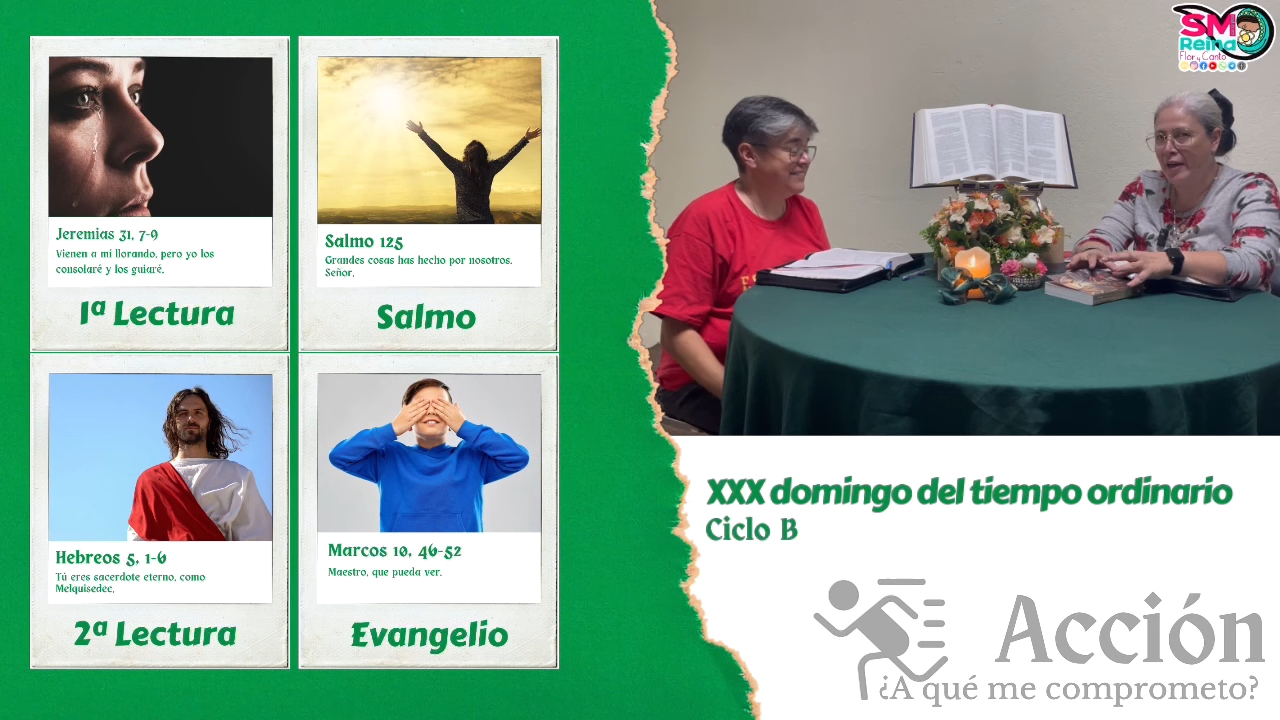 Jeremias 31, 7-9
Vienen a mi llorando, pero yo los
consolaré y los guiaré.
1ª Lectura
Salmo 125
Grandes cosas has hecho por nosotros,
Señor.
Salmo
Hebreos 5, 1-6
Tú eres sacerdote eterno, como
Melquisedec.
2ª Lectura
Marcos 10, 46-52
Maestro, que pueda ver.
Evangelio
SMi
Reina
Flor y Canto
XXX domingo del tiempo ordinario
Ciclo B
Acción
¿A qué me comprometo?